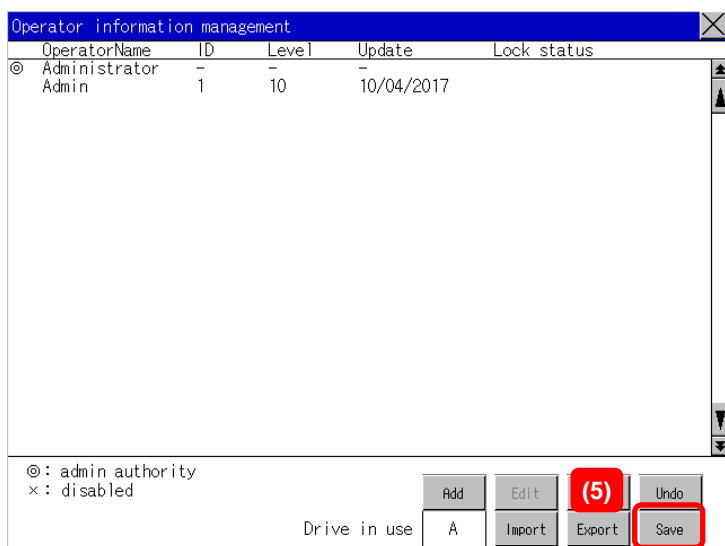 Operator information management
OperatorName ID Level Update Lock status
◎ Administrator - - -
Admin 1 10 10/04/2017
◎: admin authority
×: disabled
Add Edit (5) Undo
Drive in use A Import Export Save